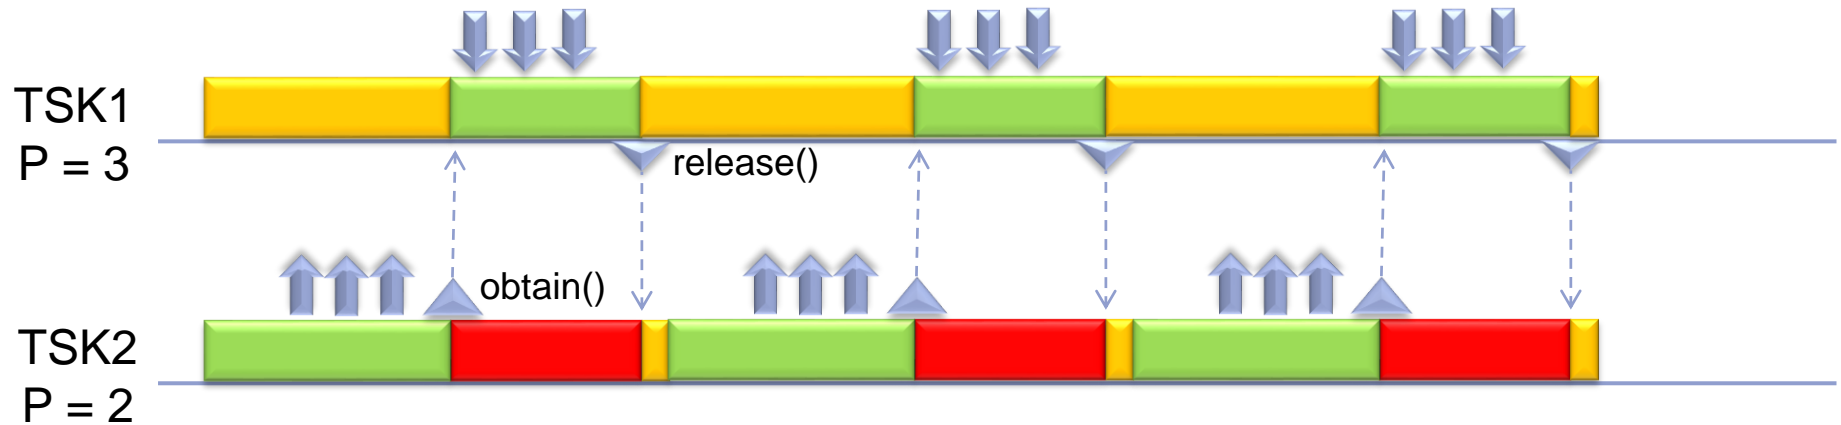 TSK1
P = 3
release()
obtain()
TSK2
P = 2